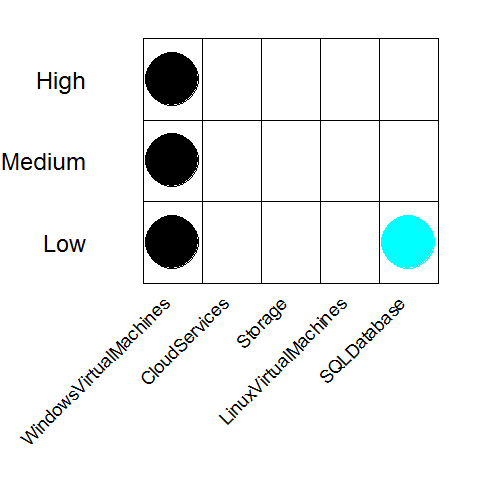 High
Medium
Low
WindowsVirtualMachines
CloudServices
Storage
LinuxVirtualMachines
SQLDatabase